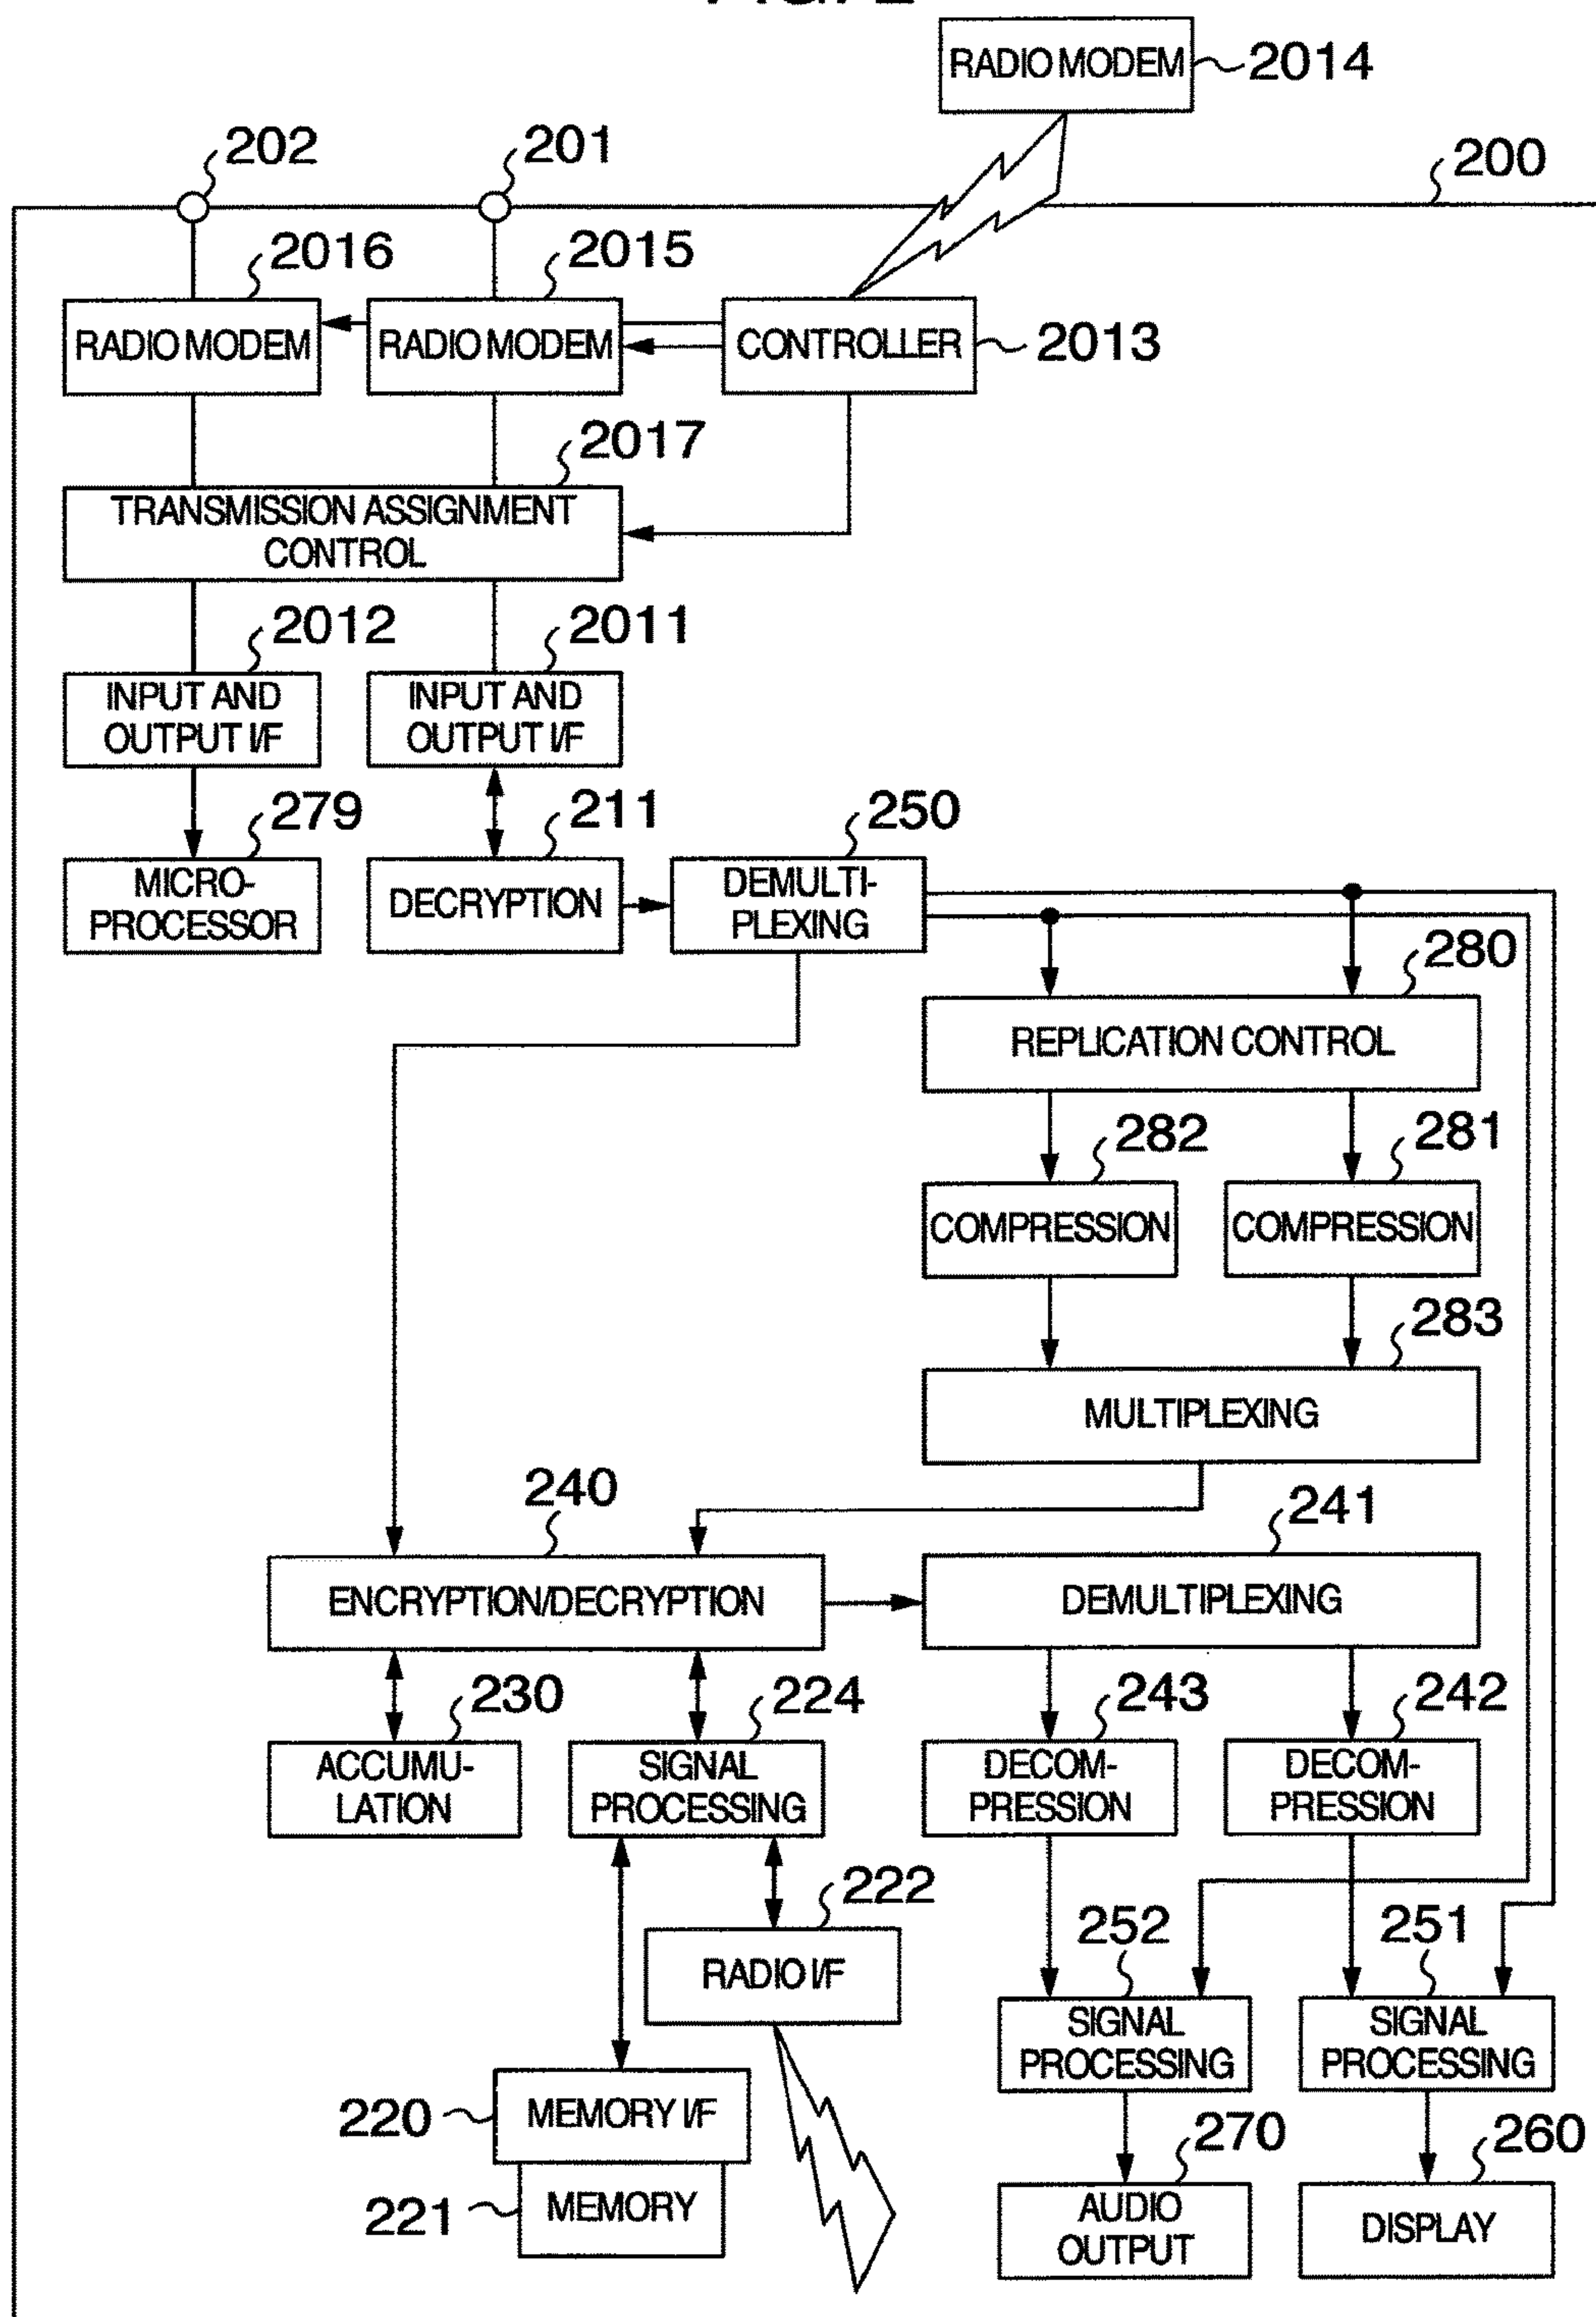 RADIO MODEM
2014
202
201
200
2016
2015
RADIO MODEM
RADIO MODEM
CONTROLLER
2013
2017
TRANSMISSION ASSIGNMENT
CONTROL
2012
2011
INPUT AND
OUTPUT I/F
INPUT AND
OUTPUT I/F
279
211
250
MICRO-
PROCESSOR
DECRYPTION
DEMULTI-
PLEXING
280
REPLICATION CONTROL
282
281
COMPRESSION
COMPRESSION
283
MULTIPLEXING
240
241
ENCRYPTION/DECRYPTION
DEMULTIPLEXING
230
224
243
242
ACCUMU-
LATION
SIGNAL
PROCESSING
DECOM-
PRESSION
DECOM-
PRESSION
222
252
251
RADIO I/F
SIGNAL
PROCESSING
SIGNAL
PROCESSING
220
MEMORY I/F
270
260
221
MEMORY
AUDIO
OUTPUT
DISPLAY